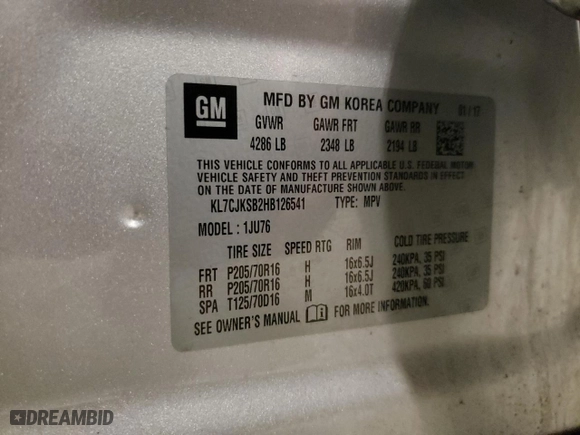 GM
MFD BY GM KOREA COMPANY 01/17
GVWR GAWR FRT GAWR RR
4286 LB 2348 LB 2194 LB
THIS VEHICLE CONFORMS TO ALL APPLICABLE U.S. FEDERAL MOTOR
VEHICLE SAFETY AND THEFT PREVENTION STANDARDS IN EFFECT
ON THE DATE OF MANUFACTURE SHOWN ABOVE.
KL7CJKSB2HB126541 TYPE: MPV
MODEL: 1JU76
TIRE SIZE SPEED RTG RIM COLD TIRE PRESSURE
FRT P205/70R16 H 16x6.5J 240KPA, 35 PSI
RR P205/70R16 H 16x6.5J 240KPA, 35 PSI
SPA T125/70D16 M 16x4.0T 420KPA, 60 PSI
SEE OWNER'S MANUAL FOR MORE INFORMATION.
DREAMBID